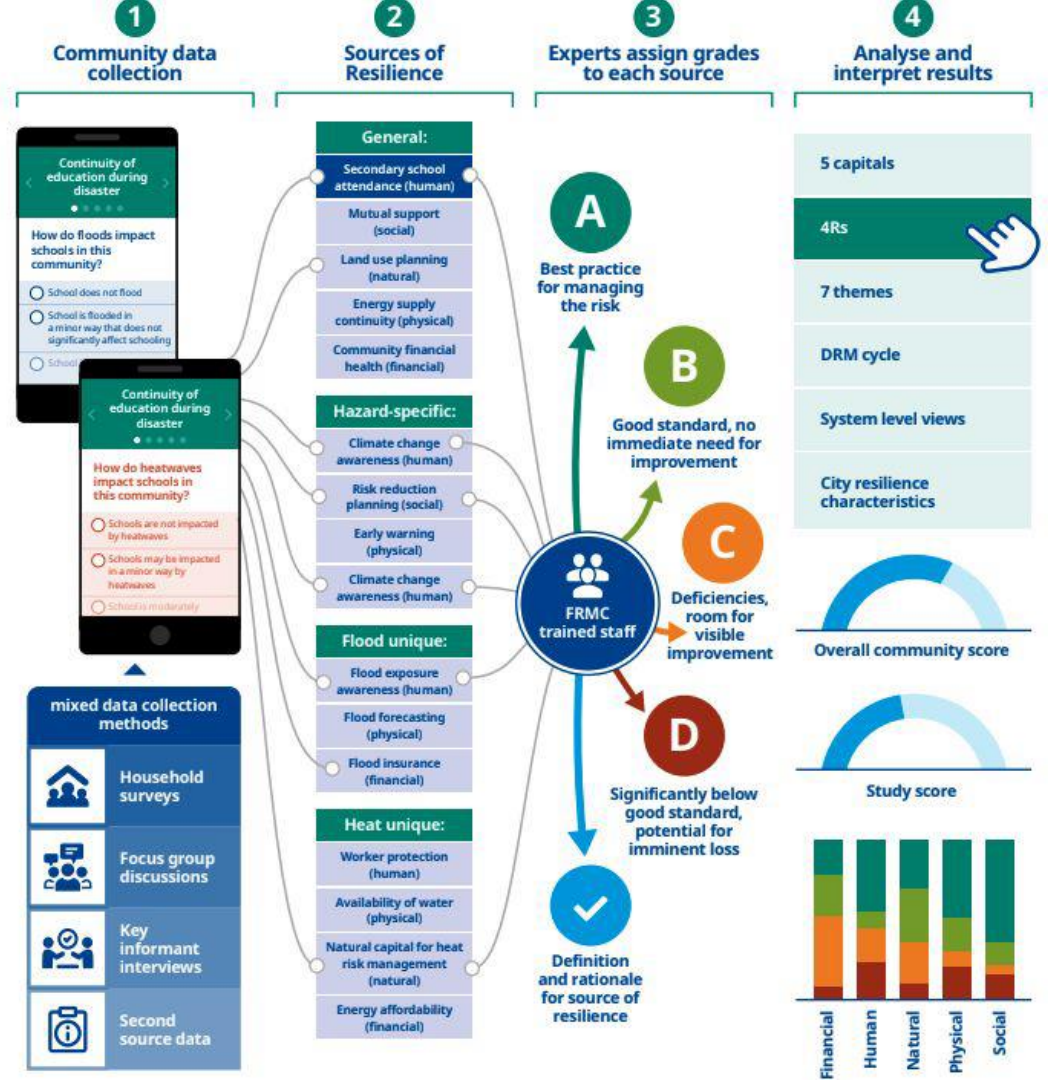 1
Community data
collection
2
Sources of
Resilience
3
Experts assign grades
to each source
4
Analyse and
interpret results
Continuity of
education during
disaster
How do floods impact
schools in this
community?
School does not flood
School is flooded in
a minor way that does not
significantly affect schooling
School
Continuity of
education during
disaster
How do heatwaves
impact schools in
this community?
Schools are not impacted
by heatwaves
Schools may be impacted
in a minor way by
heatwaves
School is moderately
mixed data collection
methods
Household
surveys
Focus group
discussions
Key
informant
interviews
Second
source data
General:
Secondary school
attendance (human)
Mutual support
(social)
Land use planning
(natural)
Energy supply
continuity (physical)
Community financial
health (financial)
Hazard-specific:
Climate change
awareness (human)
Risk reduction
planning (social)
Early warning
(physical)
Climate change
awareness (human)
Flood unique:
Flood exposure
awareness (human)
Flood forecasting
(physical)
Flood insurance
(financial)
Heat unique:
Worker protection
(human)
Availability of water
(physical)
Natural capital for heat
risk management
(natural)
Energy affordability
(financial)
A
Best practice
for managing
the risk
B
Good standard, no
immediate need for
improvement
C
Deficiencies,
room for
visible
improvement
FRMC
trained staff
D
Significantly below
good standard,
potential for
imminent loss
Definition
and rationale
for source of
resilience
5 capitals
4Rs
7 themes
DRM cycle
System level views
City resilience
characteristics
Overall community score
Study score
Financial
Human
Natural
Physical
Social